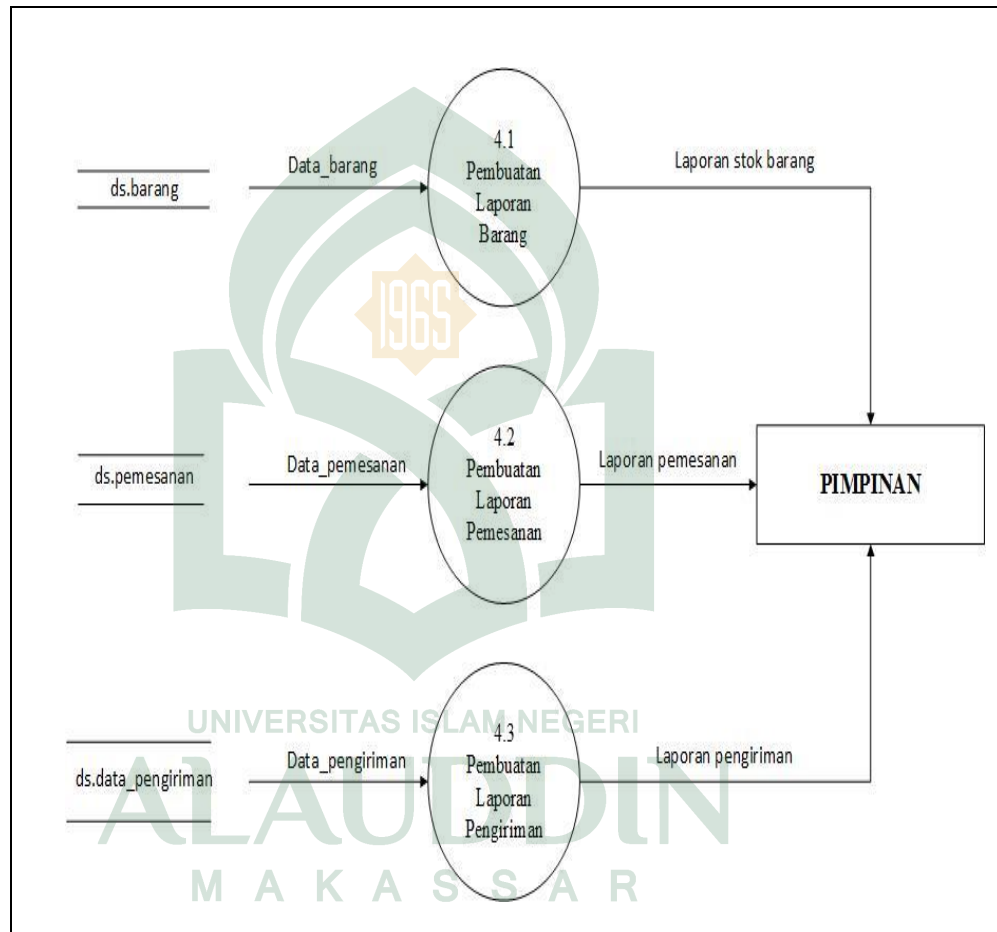 ds.barang
Data_barang
4.1
Pembuatan
Laporan
Barang
Laporan stok barang
1965
ds.pemesanan
Data_pemesanan
4.2
Pembuatan
Laporan
Pemesanan
Laporan pemesanan
PIMPINAN
UNIVERSITAS ISLAM NEGERI
ds.data_pengiriman
Data_pengiriman
4.3
Pembuatan
Laporan
Pengiriman
Laporan pengiriman
ALAUDDIN
MAKASSAR